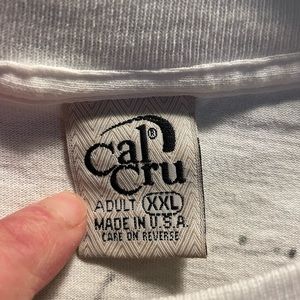 Cal®
Cru
ADULT XXL
MADE IN U.S.A.
CARE ON REVERSE